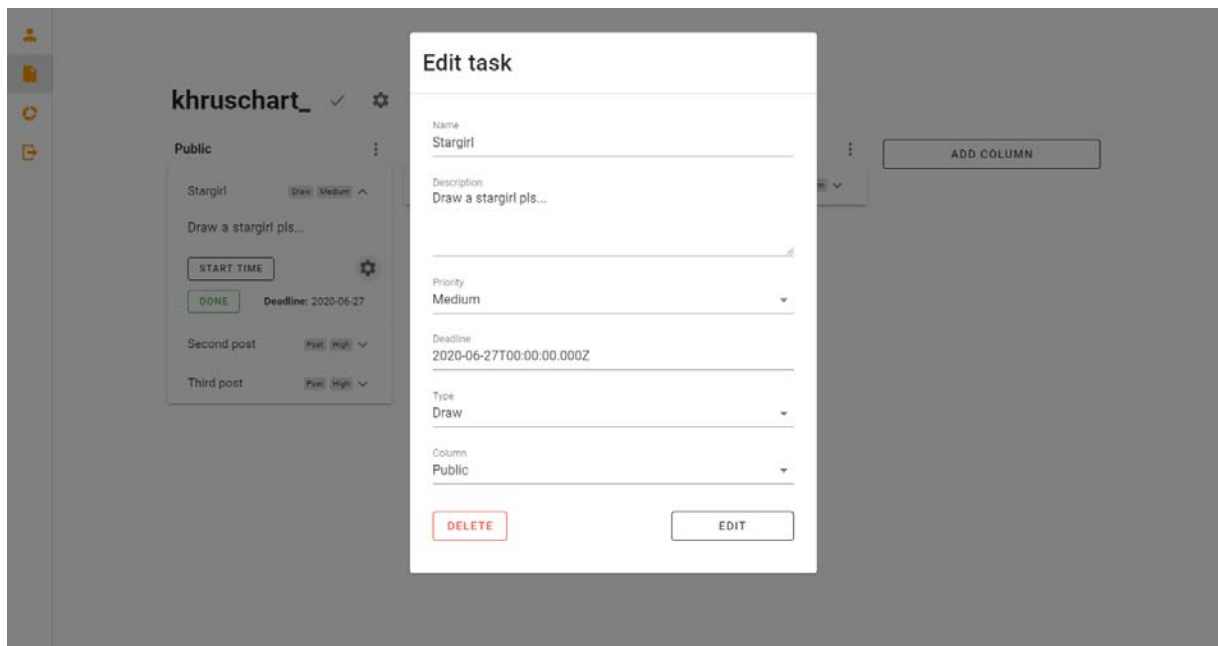 Edit task
khruschart_
Name
Stargirl
Public
ADD COLUMN
Description
Draw a stargirl pls...
Stargirl Draw Medium
Draw a stargirl pls...
START TIME
Priority
Medium
DONE Deadline: 2020-06-27
Deadline
2020-06-27T00:00:00.000Z
Second post Post High
Third post Post High
Type
Draw
Column
Public
DELETE EDIT